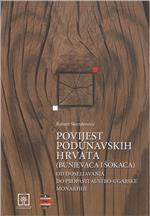 Robert Skenderović
POVIJEST
PODUNAVSKIH
HRVATA
(BUNJEVACA I ŠOKACA)
OD DOSELJAVANJA
DO PROPASTI AUSTRO-UGARSKE
MONARHIJE